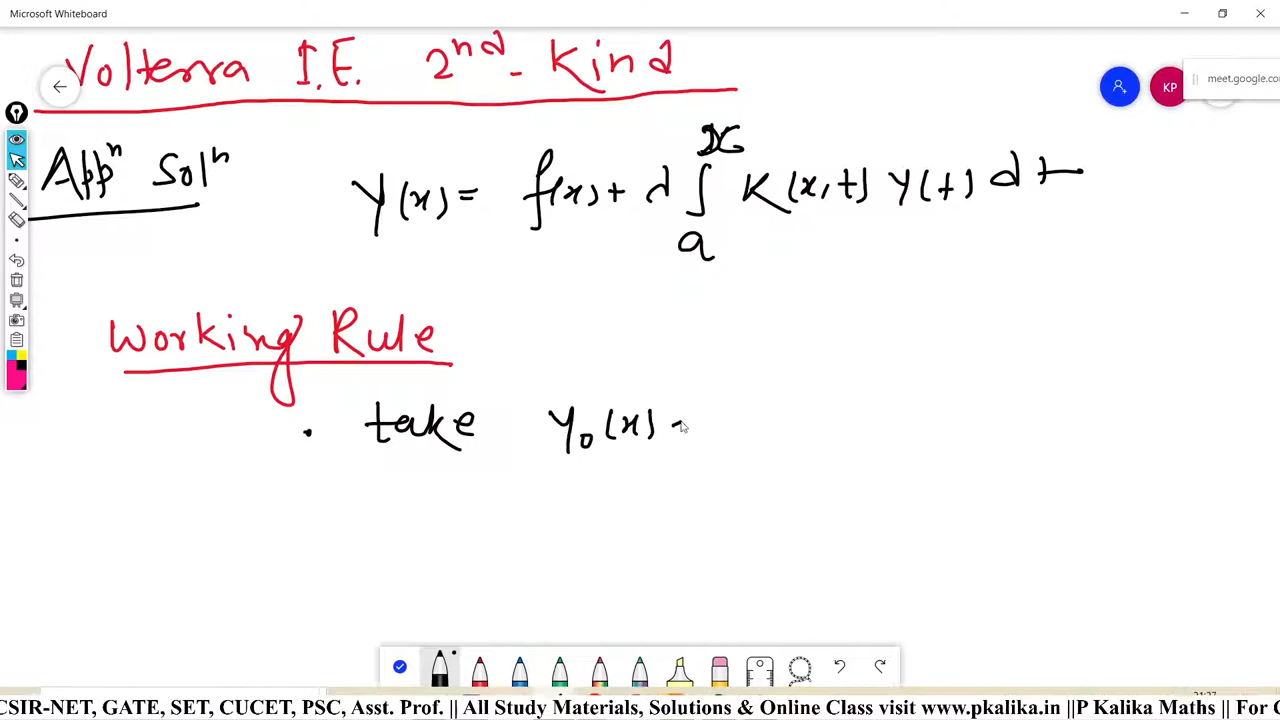 Microsoft Whiteboard
Volterra I.E. 2nd - Kind
KP
meet.google.co
Appn Soln
Y(x) = f(x) + λ ∫ₐˣ K(x,t) Y(t) dt
Working Rule
. take Y₀(x)
CSIR-NET, GATE, SET, CUCET, PSC, Asst. Prof. || All Study Materials, Solutions & Online Class visit www.pkalika.in ||P Kalika Maths || For C